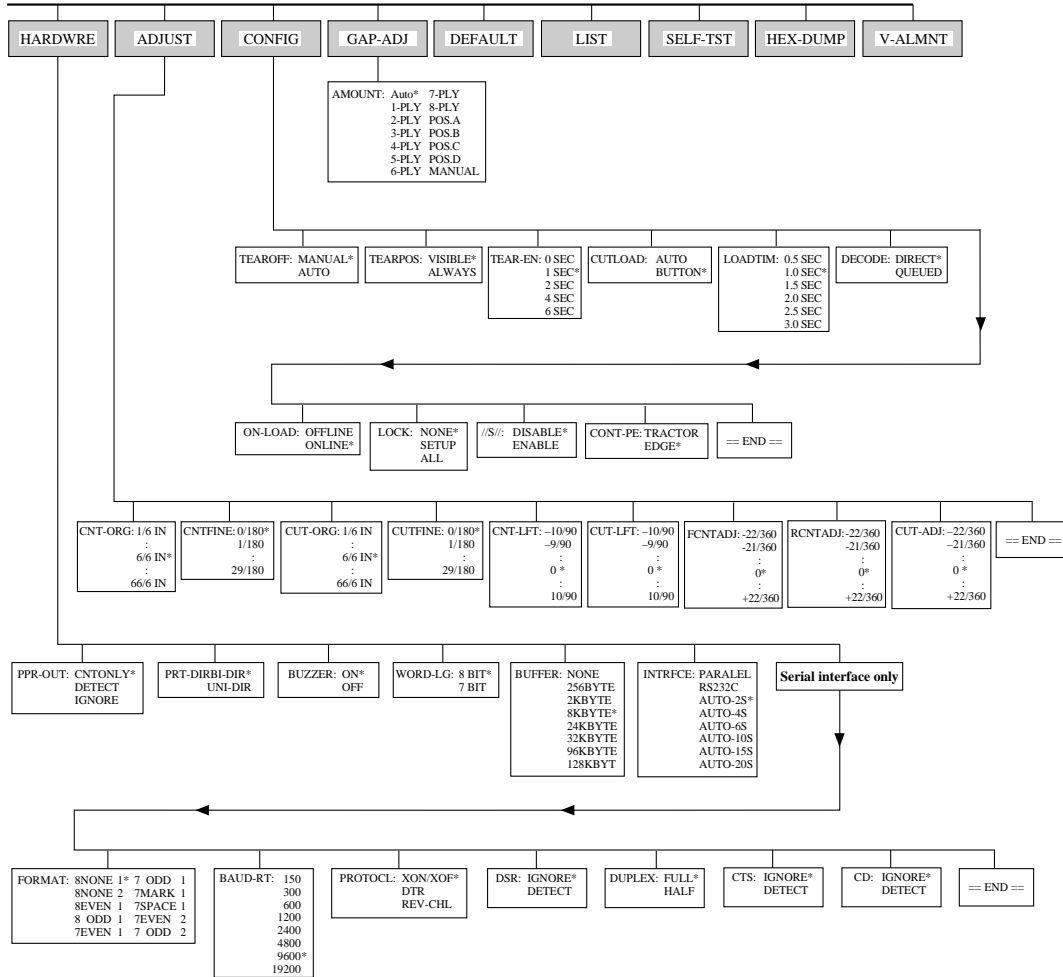 HARDWRE ADJUST CONFIG GAP-ADJ DEFAULT LIST SELF-TST HEX-DUMP V-ALMNT
AMOUNT: Auto* 7-PLY
1-PLY 8-PLY
2-PLY POS.A
3-PLY POS.B
4-PLY POS.C
5-PLY POS.D
6-PLY MANUAL
TEAROFF: MANUAL*
AUTO
TEARPOS: VISIBLE*
ALWAYS
TEAR-EN: 0 SEC
1 SEC*
2 SEC
4 SEC
6 SEC
CUTLOAD: AUTO
BUTTON*
LOADTIM: 0.5 SEC
1.0 SEC*
1.5 SEC
2.0 SEC
2.5 SEC
3.0 SEC
DECODE: DIRECT*
QUEUED
ON-LOAD: OFFLINE
ONLINE*
LOCK: NONE*
SETUP
ALL
//S//: DISABLE*
ENABLE
CONT-PE: TRACTOR
EDGE*
== END ==
CNT-ORG: 1/6 IN
:
6/6 IN*
:
66/6 IN
CNTFINE: 0/180*
1/180
:
29/180
CUT-ORG: 1/6 IN
:
6/6 IN*
:
66/6 IN
CUTFINE: 0/180*
1/180
:
29/180
CNT-LFT: –10/90
–9/90
:
0 *
:
10/90
CUT-LFT: –10/90
–9/90
:
0 *
:
10/90
FCNTADJ: -22/360
-21/360
:
0*
:
+22/360
RCNTADJ: -22/360
-21/360
:
0*
:
+22/360
CUT-ADJ: –22/360
–21/360
:
0*
:
+22/360
== END ==
PPR-OUT: CNTONLY*
DETECT
IGNORE
PRT-DIRBI-DIR*
UNI-DIR
BUZZER: ON*
OFF
WORD-LG: 8 BIT*
7 BIT
BUFFER: NONE
256BYTE
2KBYTE
8KBYTE*
24KBYTE
32KBYTE
96KBYTE
128KBYT
INTRFCE: PARALEL
RS232C
AUTO-2S*
AUTO-4S
AUTO-6S
AUTO-10S
AUTO-15S
AUTO-20S
Serial interface only
FORMAT: 8NONE 1* 7 ODD 1
8NONE 2 7MARK 1
8EVEN 1 7SPACE 1
8 ODD 1 7EVEN 2
7EVEN 1 7 ODD 2
BAUD-RT: 150
300
600
1200
2400
4800
9600*
19200
PROTOCL: XON/XOF*
DTR
REV-CHL
DSR: IGNORE*
DETECT
DUPLEX: FULL*
HALF
CTS: IGNORE*
DETECT
CD: IGNORE*
DETECT
== END ==